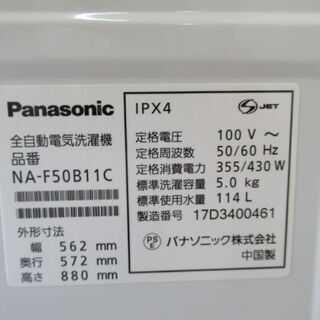 Panasonic
全自動電気洗濯機
品番
NA-F50B11C
外形寸法
幅 562 mm
奥行 572 mm
高さ 880 mm
IPX4
S JET
定格電圧 100 V ～
定格周波数 50/60 Hz
定格消費電力 355/430 W
標準洗濯容量 5.0 kg
標準使用水量 114 L
製造番号 17D3400461
PS
E
パナソニック株式会社
中国製